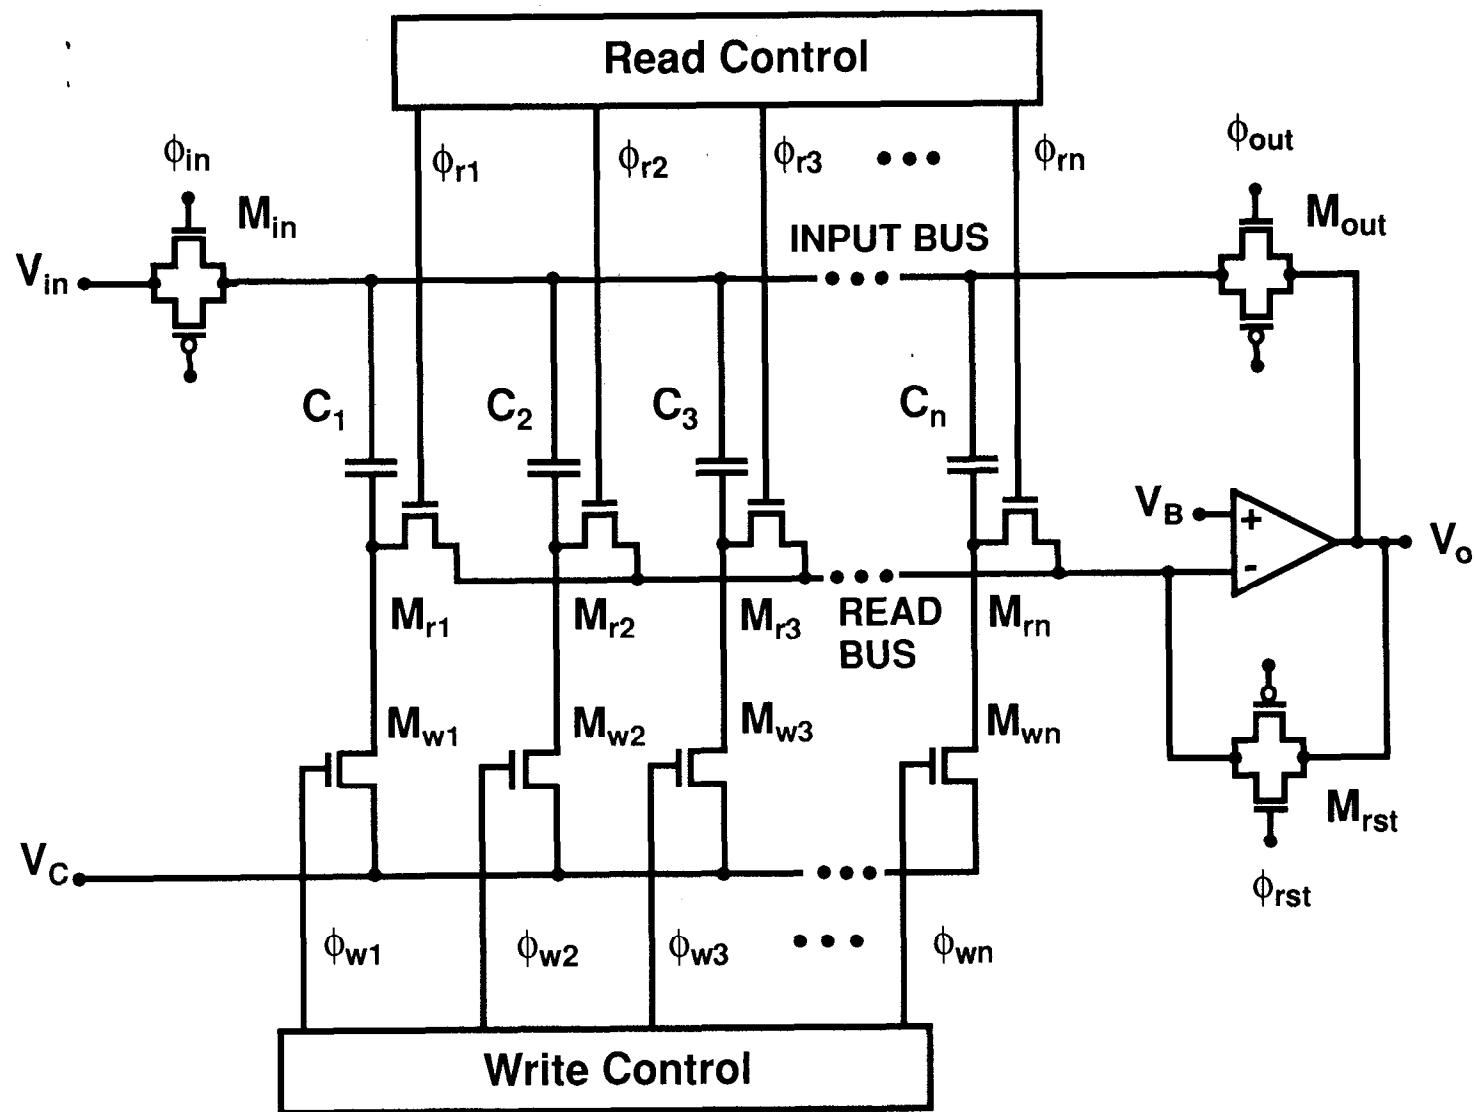 Read Control
ϕin
ϕr1
ϕr2
ϕr3
ϕrn
ϕout
Min
Mout
INPUT BUS
Vin
C1
C2
C3
Cn
VB
+
-
Vo
Mr1
Mr2
Mr3
READ
BUS
Mrn
Mw1
Mw2
Mw3
Mwn
Mrst
VC
ϕrst
ϕw1
ϕw2
ϕw3
ϕwn
Write Control